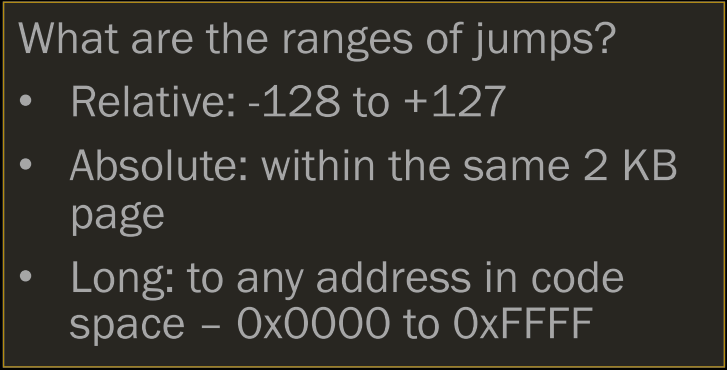 What are the ranges of jumps?
• Relative: -128 to +127
• Absolute: within the same 2 KB
page
• Long: to any address in code
space – 0x0000 to 0xFFFF